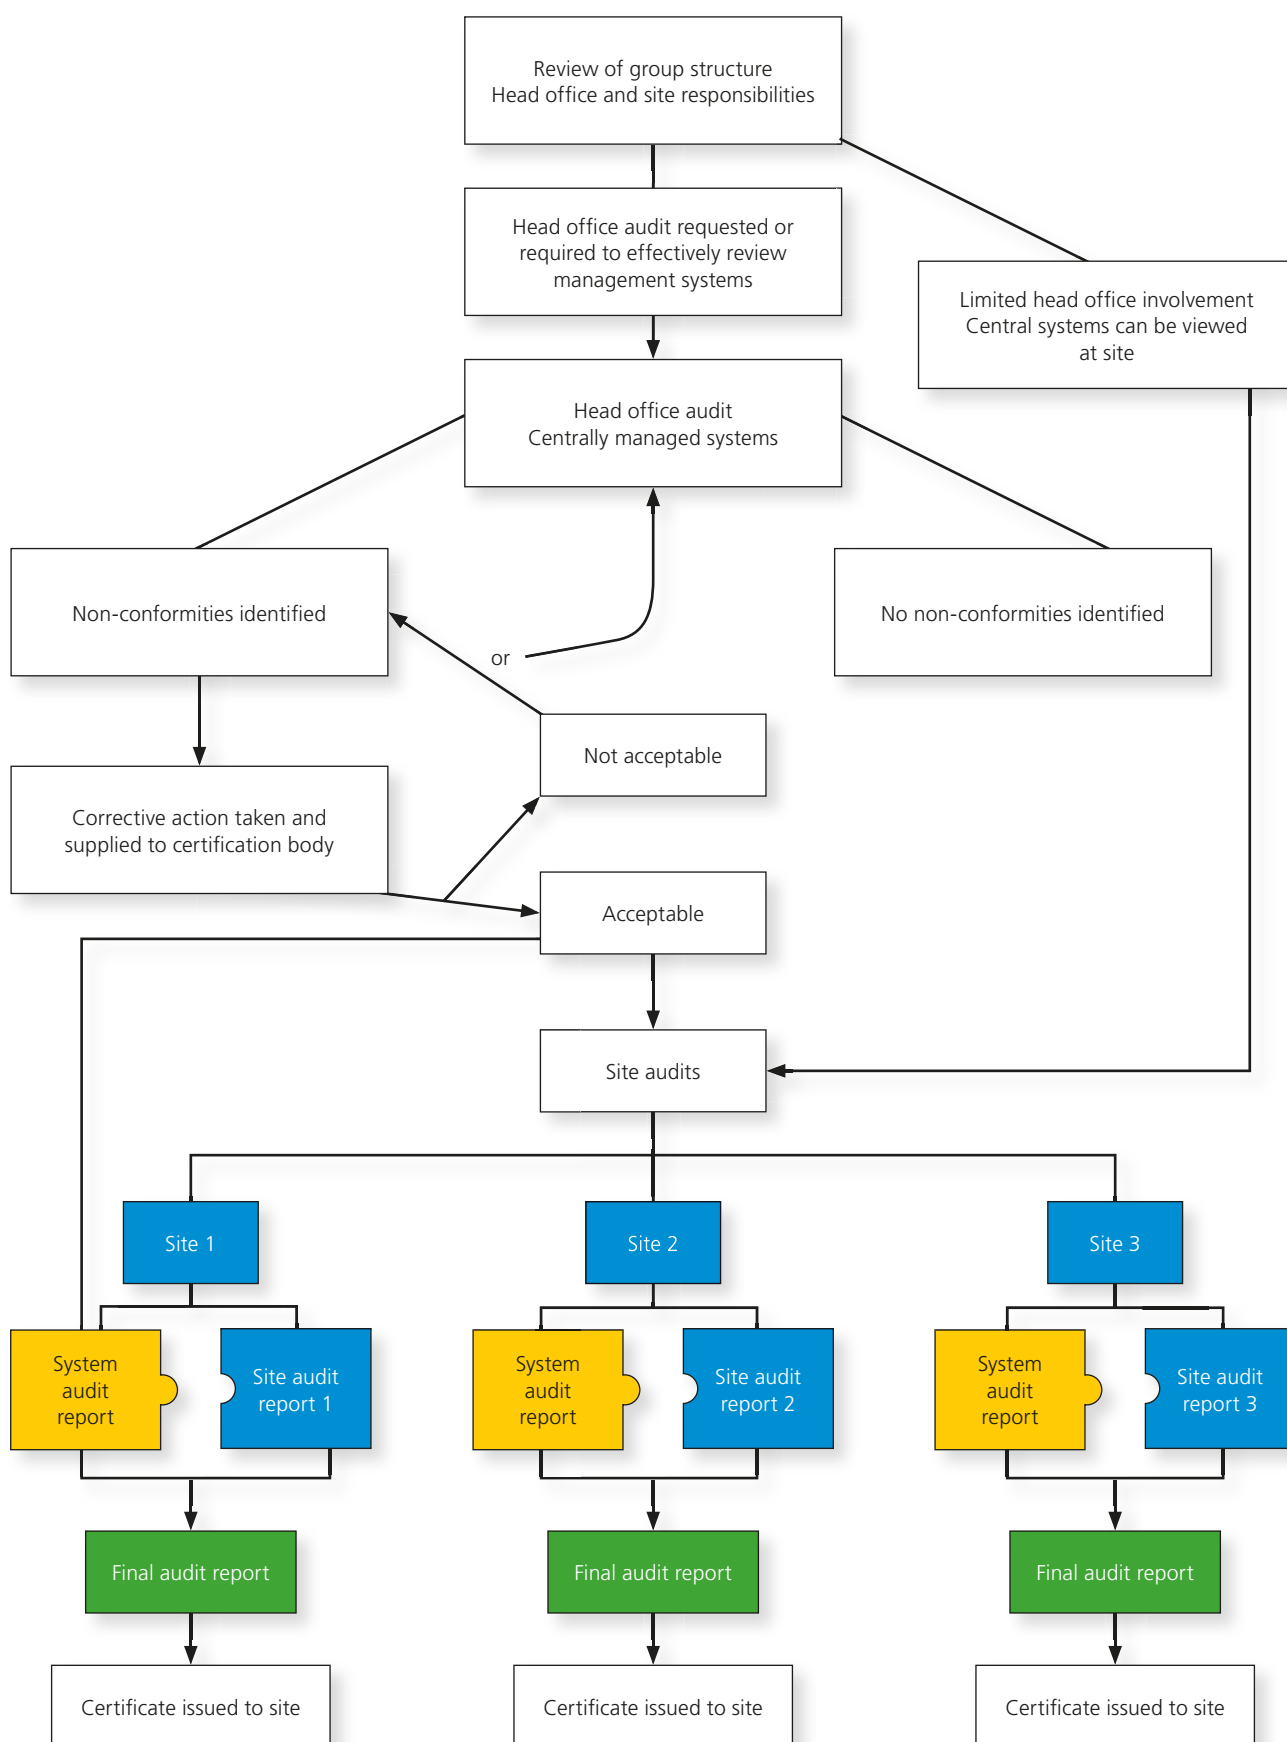 Review of group structure
Head office and site responsibilities
Head office audit requested or
required to effectively review
management systems
Limited head office involvement
Central systems can be viewed
at site
Head office audit
Centrally managed systems
Non-conformities identified
No non-conformities identified
or
Not acceptable
Corrective action taken and
supplied to certification body
Acceptable
Site audits
Site 1
Site 2
Site 3
System
audit
report
Site audit
report 1
System
audit
report
Site audit
report 2
System
audit
report
Site audit
report 3
Final audit report
Final audit report
Final audit report
Certificate issued to site
Certificate issued to site
Certificate issued to site